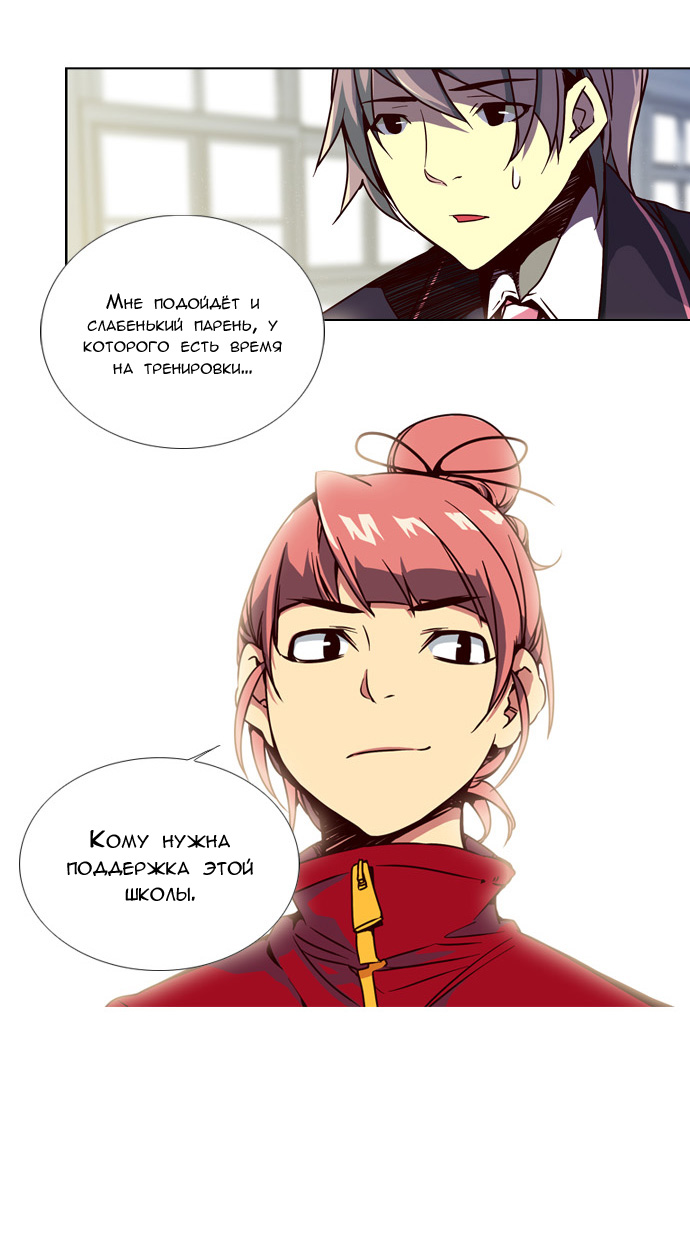 Мне подойдёт и
слабенький парень, у
которого есть время
на тренировки...
Кому нужна
поддержка этой
школы.